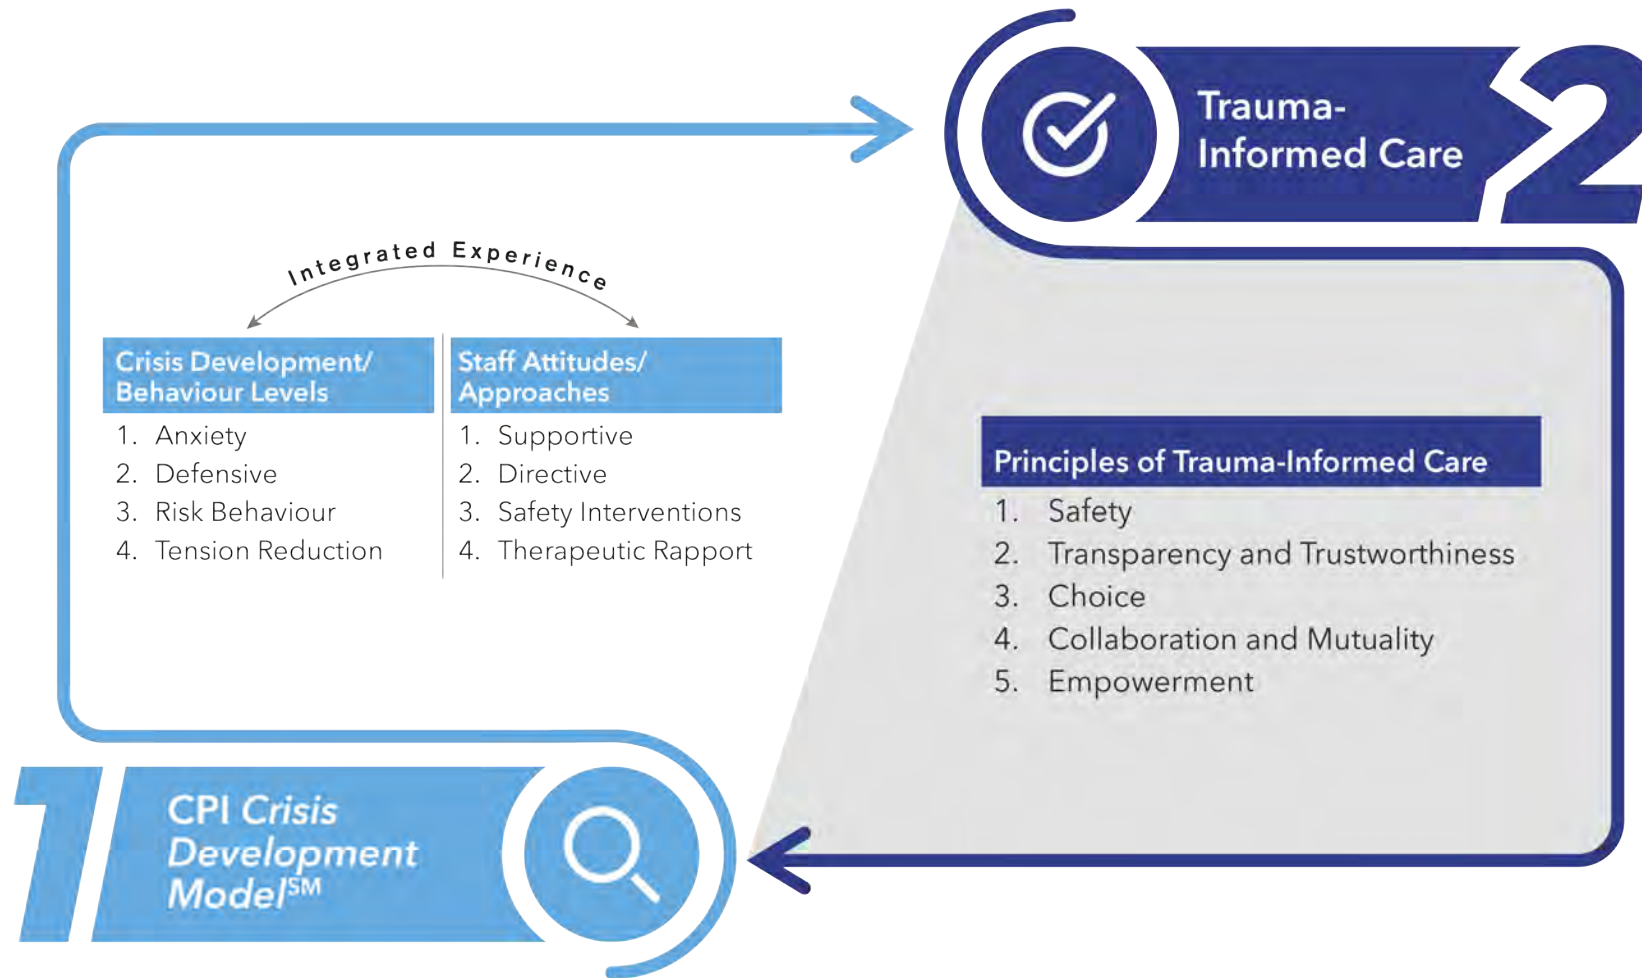 Integrated Experience
Crisis Development/
Behaviour Levels
1. Anxiety
2. Defensive
3. Risk Behaviour
4. Tension Reduction
Staff Attitudes/
Approaches
1. Supportive
2. Directive
3. Safety Interventions
4. Therapeutic Rapport
1
CPI Crisis
Development
Model℠
Trauma-
Informed Care
2
Principles of Trauma-Informed Care
1. Safety
2. Transparency and Trustworthiness
3. Choice
4. Collaboration and Mutuality
5. Empowerment